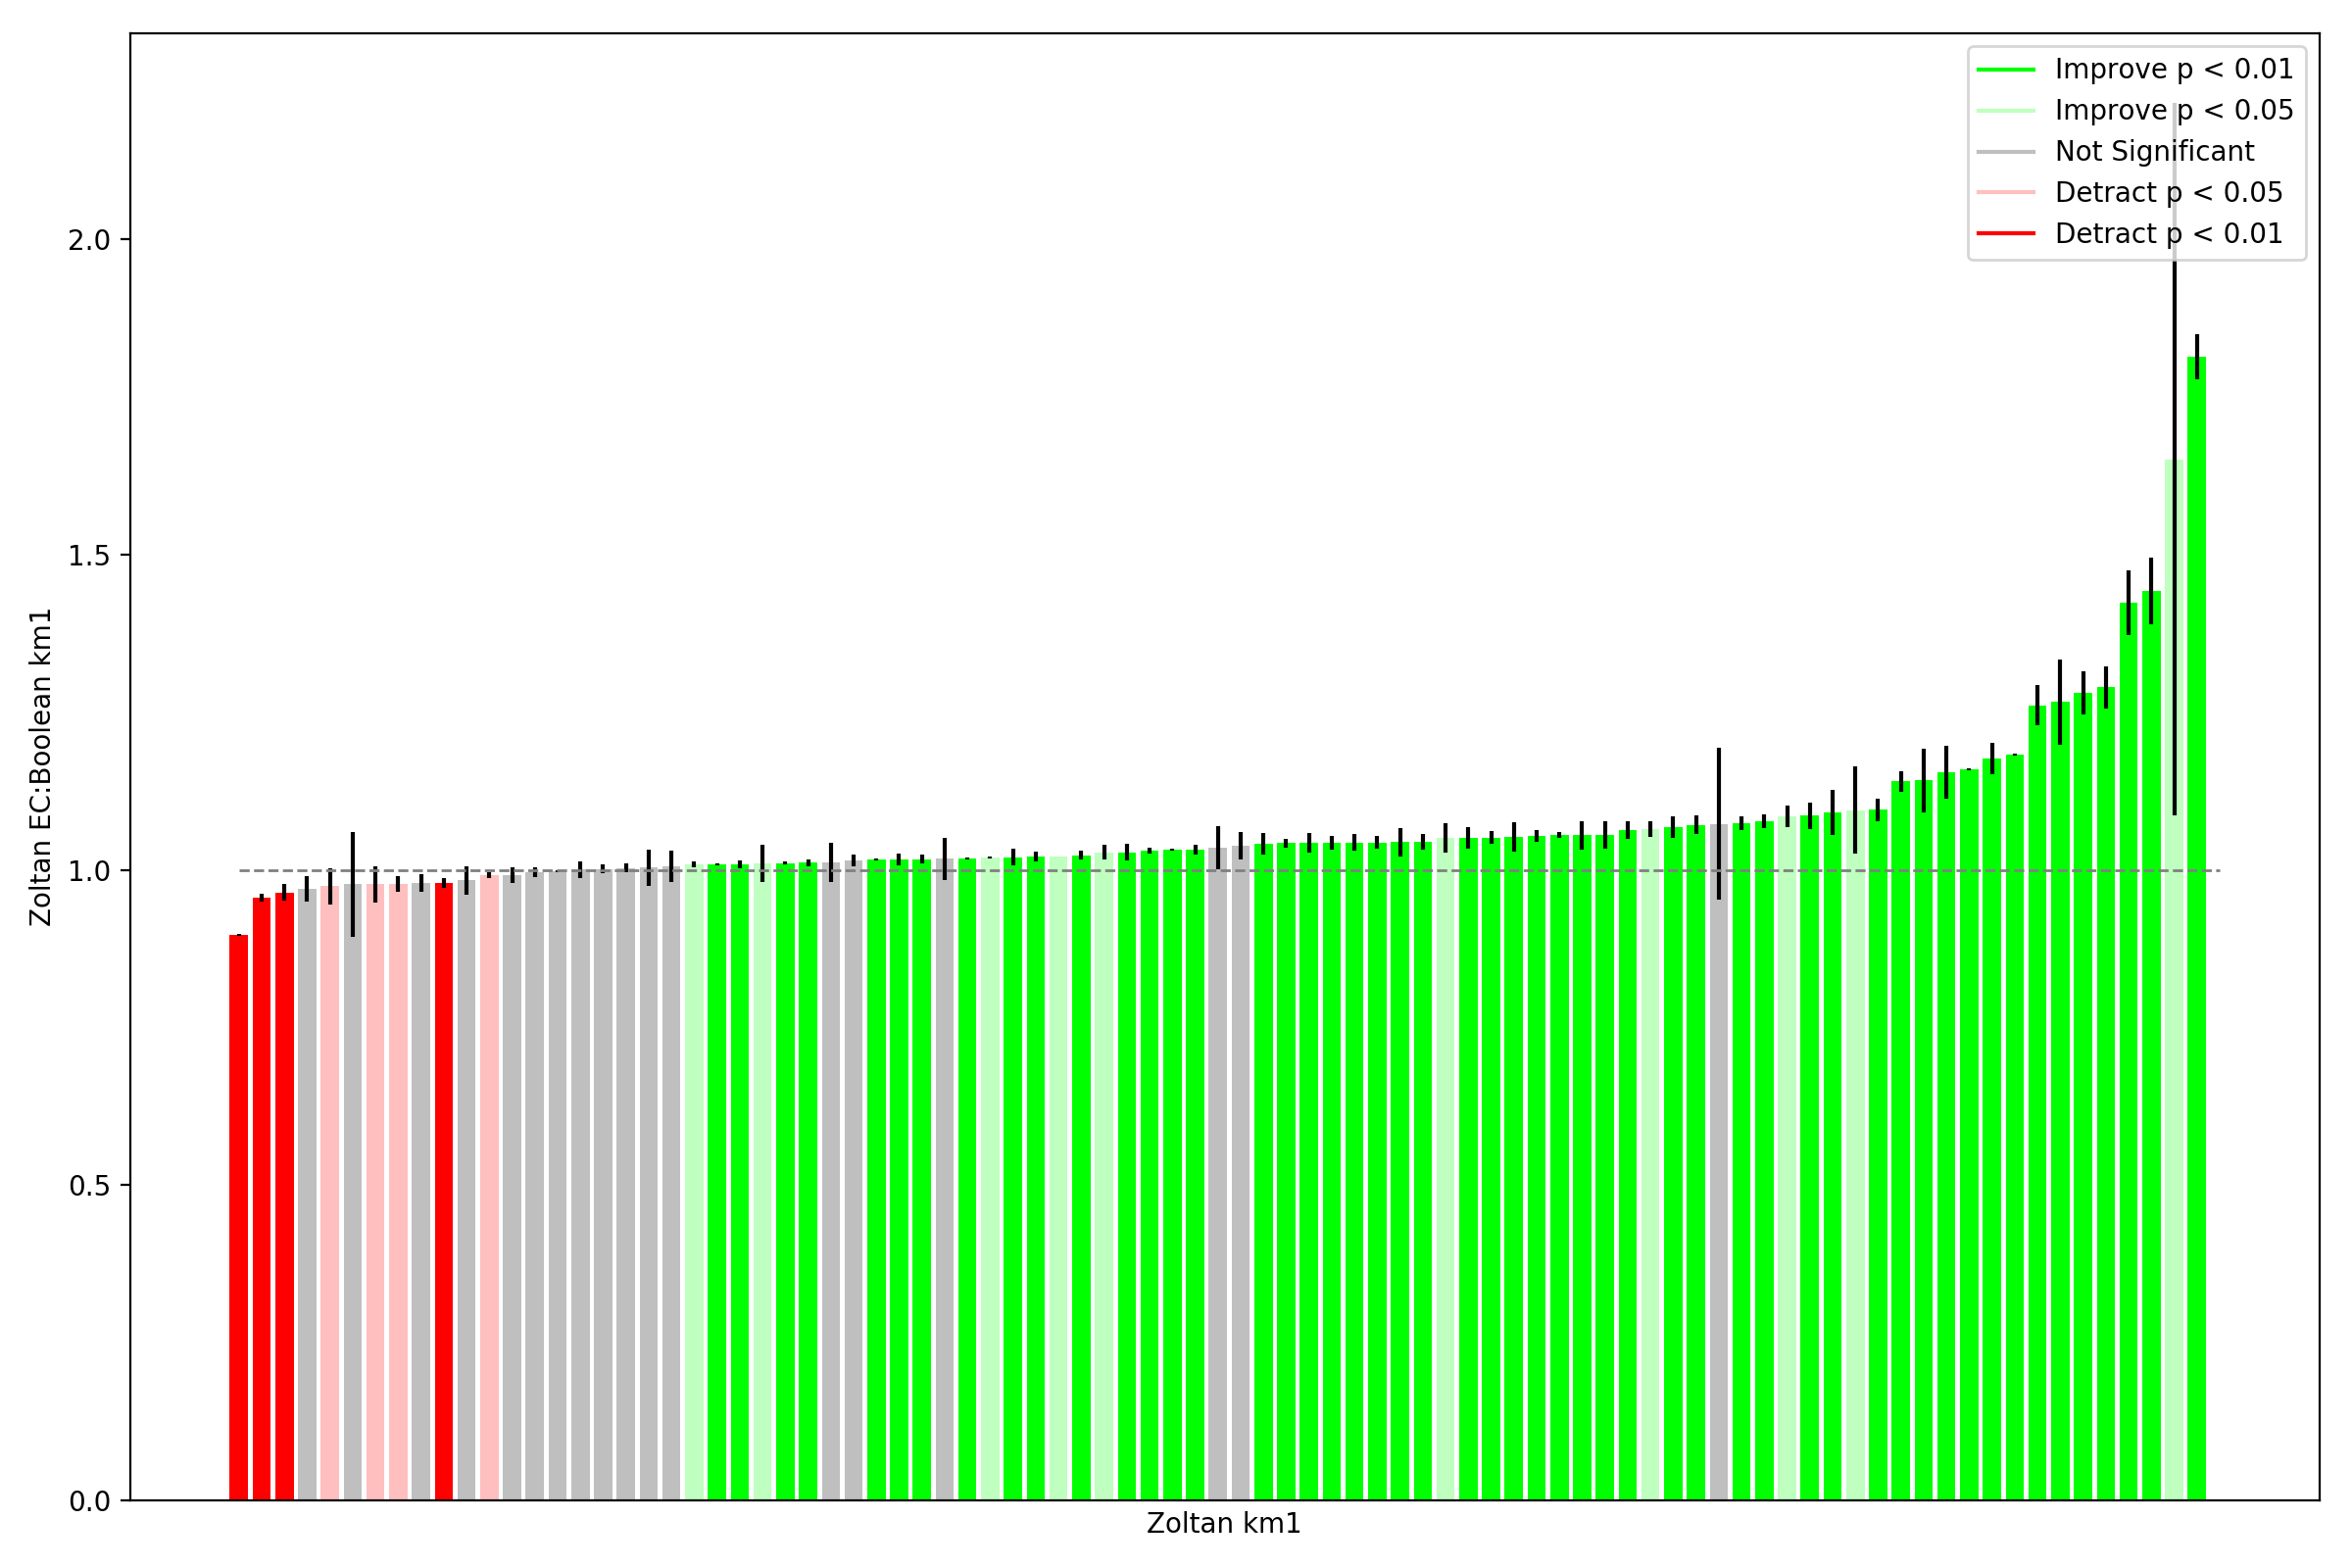 Improve p < 0.01
Improve p < 0.05
Not Significant
Detract p < 0.05
Detract p < 0.01
2.0
1.5
1.0
0.5
0.0
Zoltan EC:Boolean km1
Zoltan km1